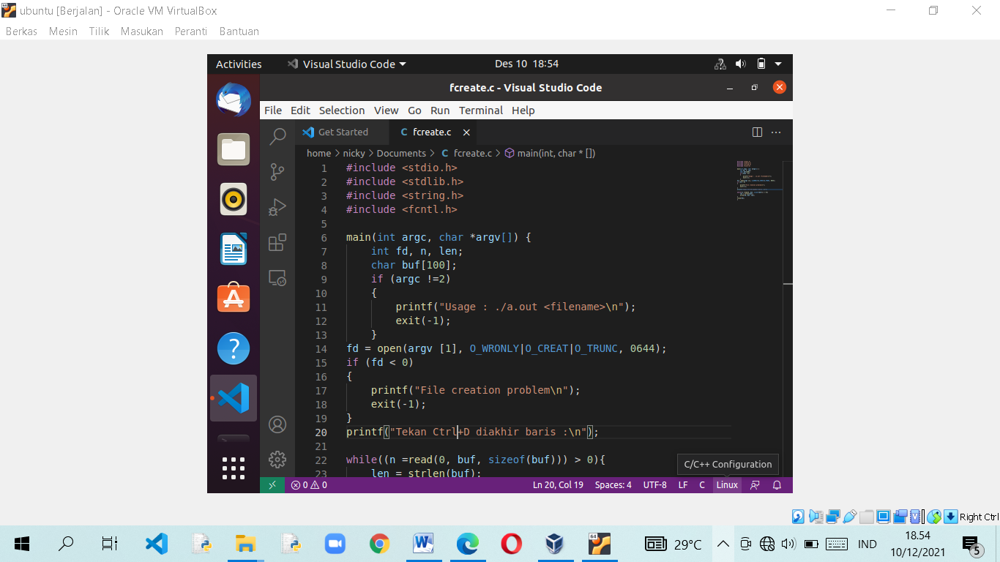 ubuntu [Berjalan] - Oracle VM VirtualBox
Berkas Mesin Tilik Masukan Peranti Bantuan
Activities Visual Studio Code Des 10 18:54
fcreate.c - Visual Studio Code
File Edit Selection View Go Run Terminal Help
Get Started C fcreate.c
home > nicky > Documents > C fcreate.c > main(int, char * [])
1 #include <stdio.h>
2 #include <stdlib.h>
3 #include <string.h>
4 #include <fcntl.h>
5
6 main(int argc, char *argv[]) {
7 int fd, n, len;
8 char buf[100];
9 if (argc !=2)
10 {
11 printf("Usage : ./a.out <filename>\n");
12 exit(-1);
13 }
14 fd = open(argv [1], O_WRONLY|O_CREAT|O_TRUNC, 0644);
15 if (fd < 0)
16 {
17 printf("File creation problem\n");
18 exit(-1);
19 }
20 printf("Tekan Ctrl+D diakhir baris :\n");
21
22 while((n =read(0, buf, sizeof(buf))) > 0){
23 len = strlen(buf);
C/C++ Configuration
0 0 Ln 20, Col 19 Spaces: 4 UTF-8 LF C Linux
Right Ctrl
64
29°C IND 18.54
10/12/2021 5